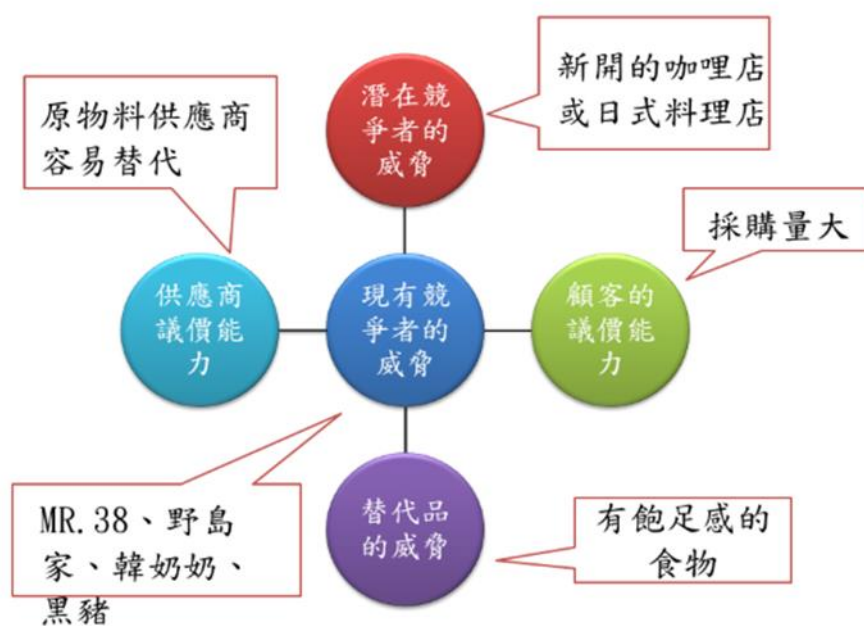 新開的咖哩店
或日式料理店
潛在競
爭者的
威脅
原物料供應商
容易替代
採購量大
供應商
議價能
力
現有競
爭者的
威脅
顧客的
議價能
力
MR.38、野島
家、韓奶奶、
黑豬
替代品
的威脅
有飽足感的
食物